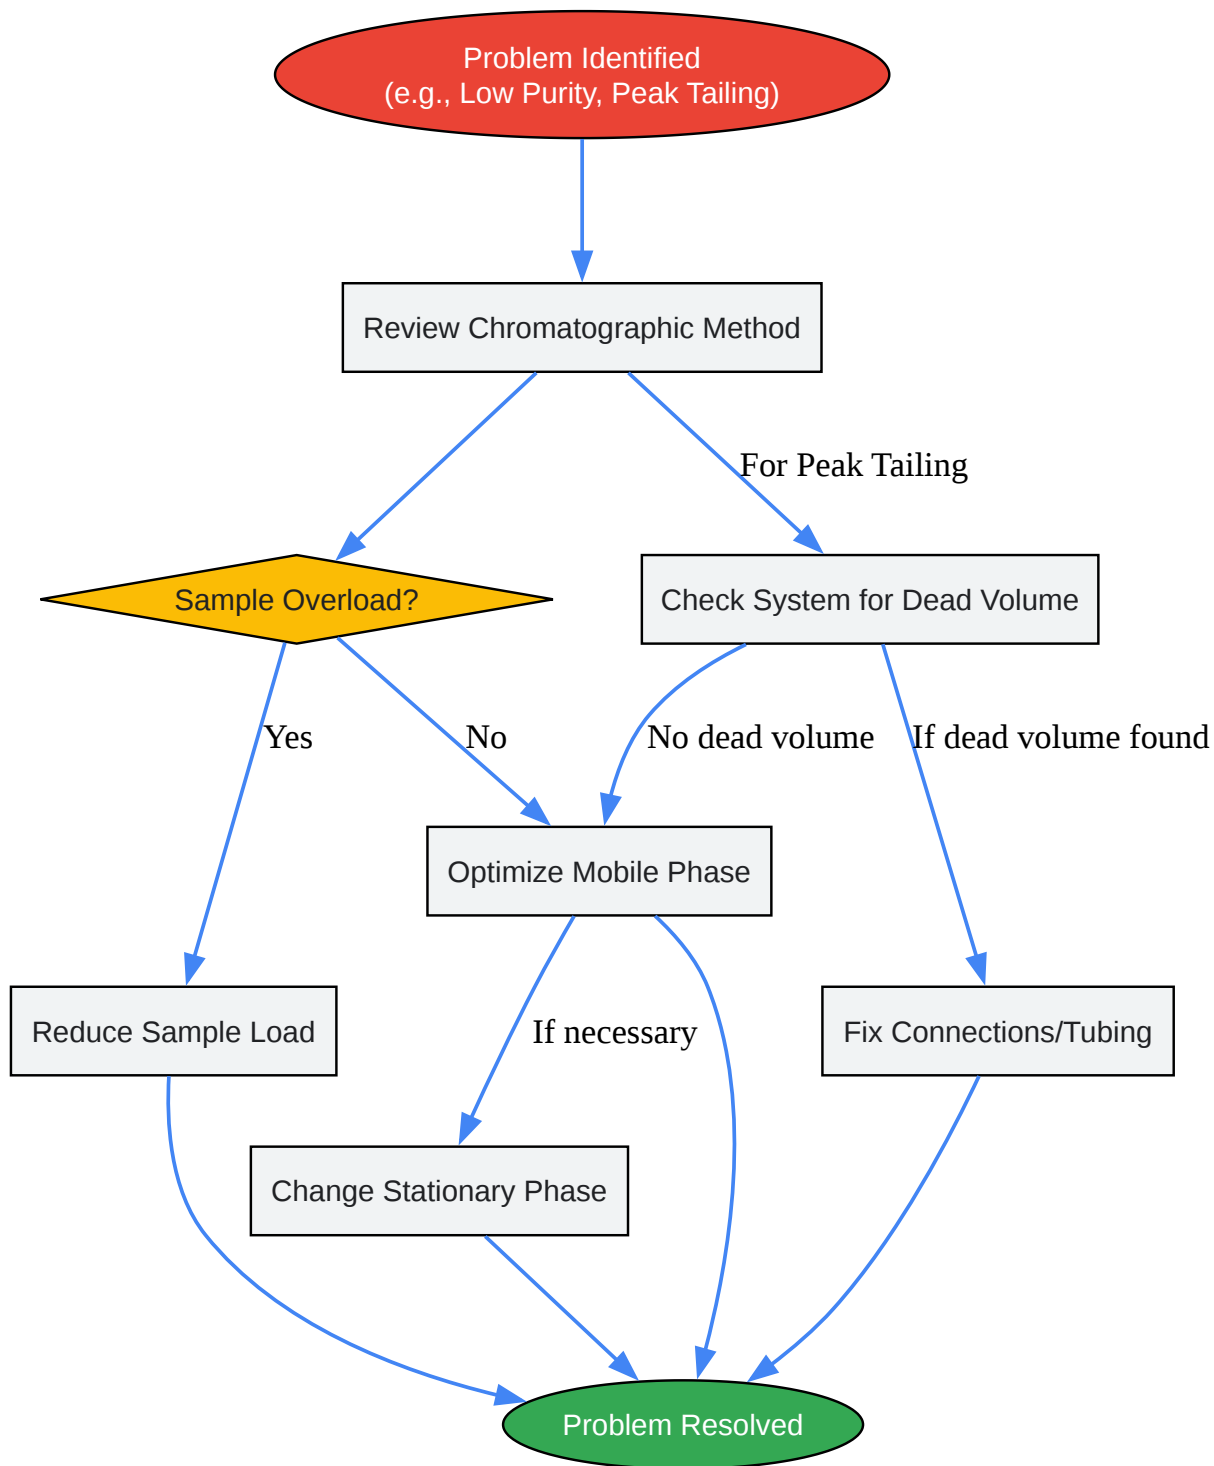 Problem Identified
(e.g., Low Purity, Peak Tailing)
Review Chromatographic Method
For Peak Tailing
Sample Overload?
Check System for Dead Volume
Yes
No
No dead volume
If dead volume found
Optimize Mobile Phase
Reduce Sample Load
If necessary
Fix Connections/Tubing
Change Stationary Phase
Problem Resolved